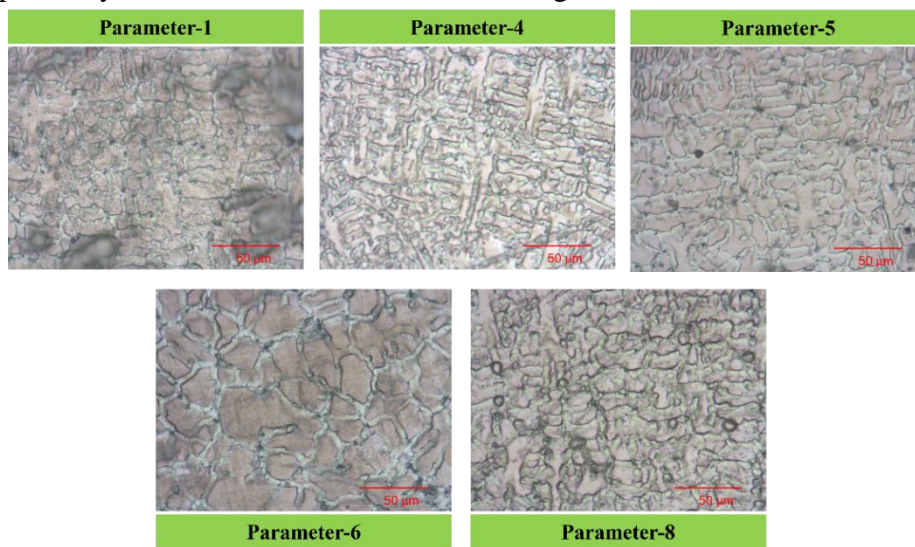 Parameter-1 Parameter-4 Parameter-5
50 µm 50 µm 50 µm
50 µm 50 µm
Parameter-6 Parameter-8